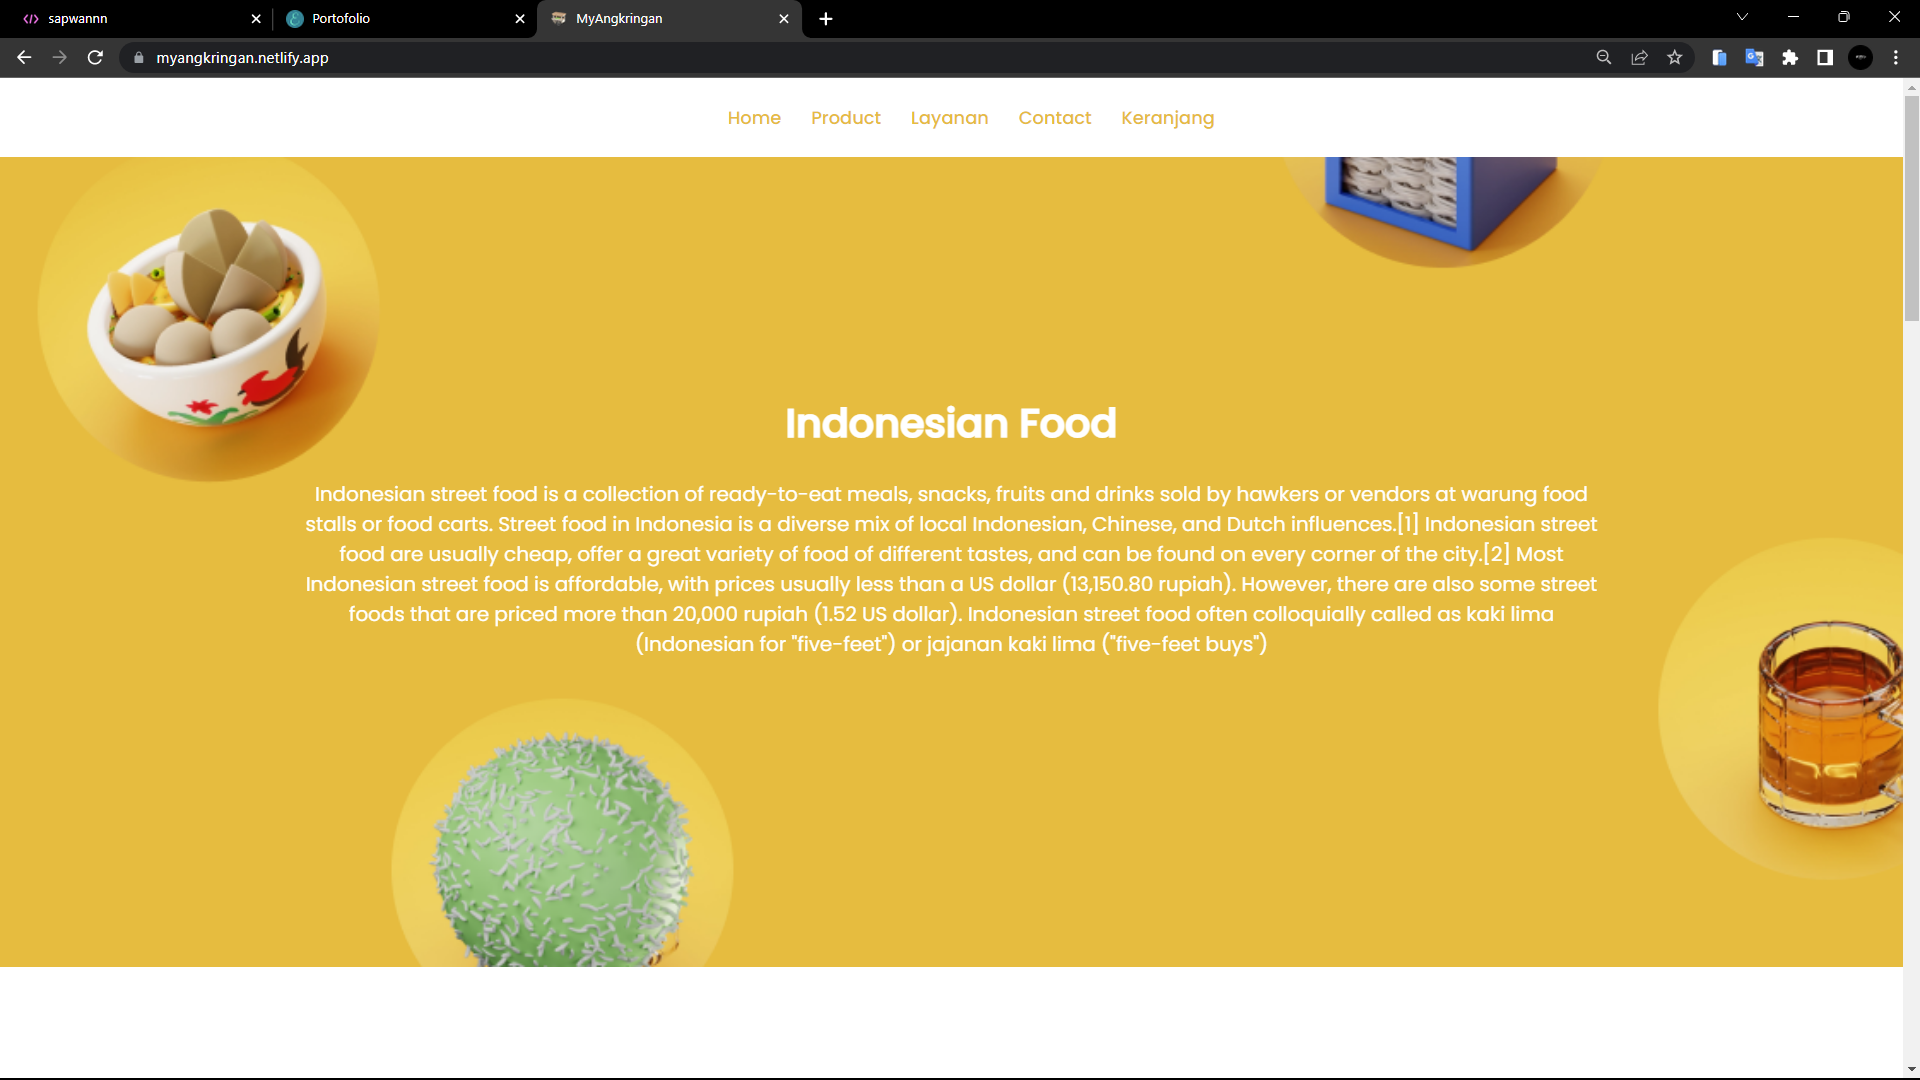 sapwannn
Portofolio
MyAngkringan
myangkringan.netlify.app
Home Product Layanan Contact Keranjang
Indonesian Food
Indonesian street food is a collection of ready-to-eat meals, snacks, fruits and drinks sold by hawkers or vendors at warung food
stalls or food carts. Street food in Indonesia is a diverse mix of local Indonesian, Chinese, and Dutch influences.[1] Indonesian street
food are usually cheap, offer a great variety of food of different tastes, and can be found on every corner of the city.[2] Most
Indonesian street food is affordable, with prices usually less than a US dollar (13,150.80 rupiah). However, there are also some street
foods that are priced more than 20,000 rupiah (1.52 US dollar). Indonesian street food often colloquially called as kaki lima
(Indonesian for "five-feet") or jajanan kaki lima ("five-feet buys")